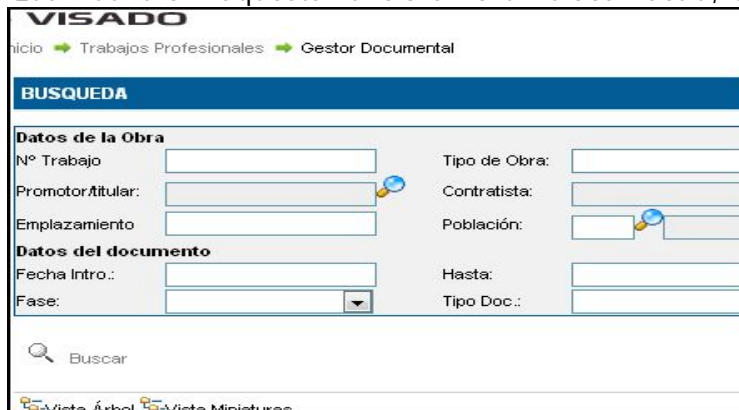 VISADO
nicio Trabajos Profesionales Gestor Documental
BUSQUEDA
Datos de la Obra
Nº Trabajo Tipo de Obra:
Promotor/titular: Contratista:
Emplazamiento Población:
Datos del documento
Fecha Intro.: Hasta:
Fase: Tipo Doc.:
Buscar
Vista Árbol Vista Miniaturas